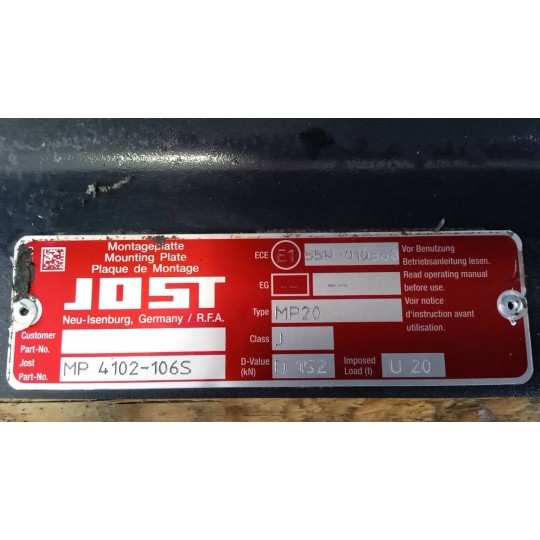 Montageplatte
Mounting Plate
Plaque de Montage
JOST
Neu-Isenburg, Germany / R.F.A.
Customer
Part-No.
Jost
Part-No.
MP 4102-106S
ECE E1 55R-010568
EG
Type MP20
Class J
D-Value
(kN)
D 152
Imposed
Load (t)
U 20
Vor Benutzung
Betriebsanleitung lesen.
Read operating manual
before use.
Voir notice
d'instruction avant
utilisation.